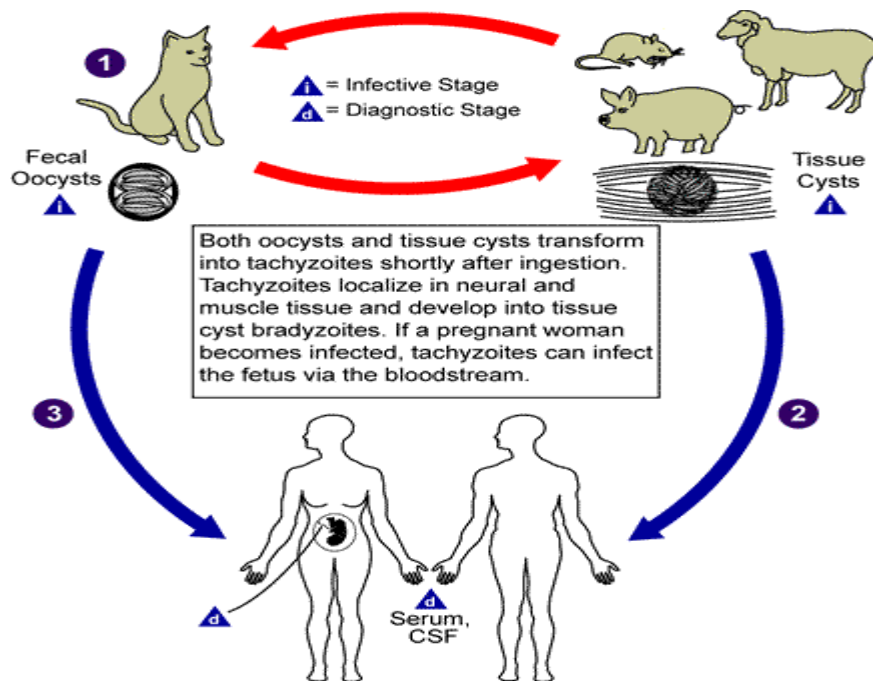 1
i = Infective Stage
d = Diagnostic Stage
Fecal
Oocysts
i
Tissue
Cysts
i
Both oocysts and tissue cysts transform
into tachyzoites shortly after ingestion.
Tachyzoites localize in neural and
muscle tissue and develop into tissue
cyst bradyzoites. If a pregnant woman
becomes infected, tachyzoites can infect
the fetus via the bloodstream.
3
2
d
d
Serum,
CSF